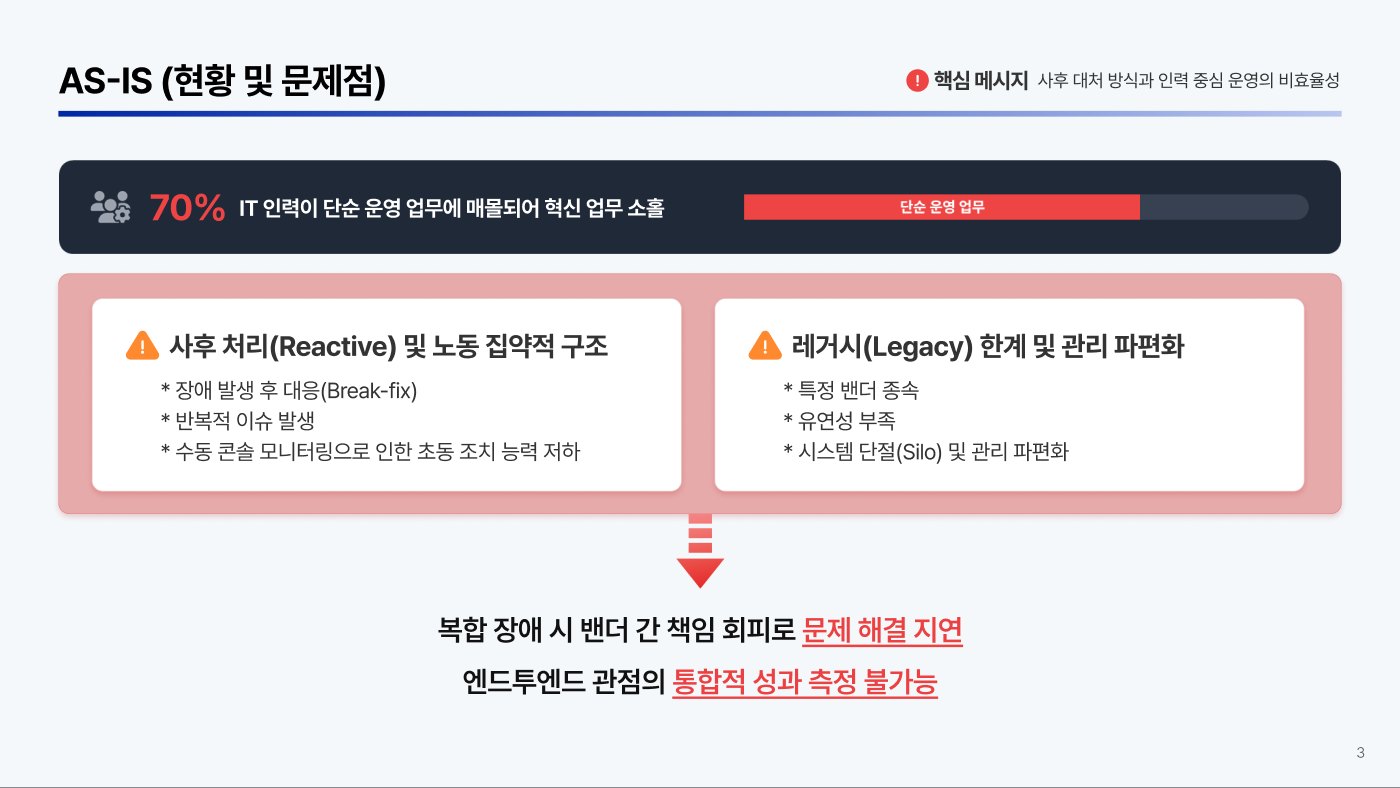 AS-IS (현황 및 문제점)
핵심 메시지 사후 대처 방식과 인력 중심 운영의 비효율성
70% IT 인력이 단순 운영 업무에 매몰되어 혁신 업무 소홀
단순 운영 업무
사후 처리(Reactive) 및 노동 집약적 구조
* 장애 발생 후 대응(Break-fix)
* 반복적 이슈 발생
* 수동 콘솔 모니터링으로 인한 초동 조치 능력 저하
레거시(Legacy) 한계 및 관리 파편화
* 특정 밴더 종속
* 유연성 부족
* 시스템 단절(Silo) 및 관리 파편화
복합 장애 시 밴더 간 책임 회피로 문제 해결 지연
엔드투엔드 관점의 통합적 성과 측정 불가능
3